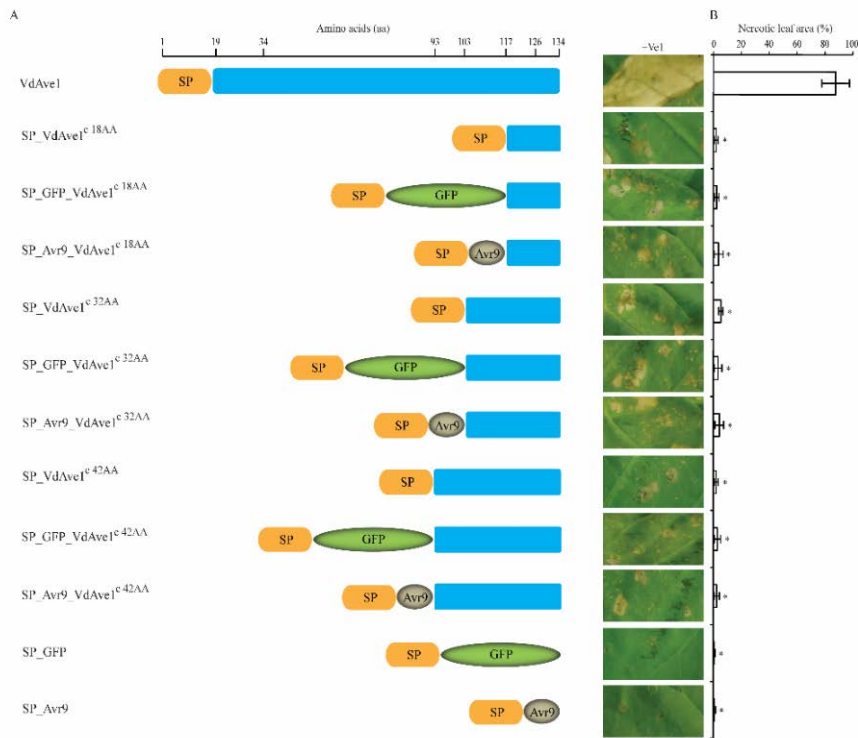 A
B
Amino acids (aa)
Necrotic leaf area (%)
1 19 34 93 103 117 126 134
+Ve1
0 20 40 60 80 100
VdAve1 SP
SP_VdAve1c 18AA SP *
SP_GFP_VdAve1c 18AA SP GFP *
SP_Avr9_VdAve1c 18AA SP Avr9 *
SP_VdAve1c 32AA SP *
SP_GFP_VdAve1c 32AA SP GFP *
SP_Avr9_VdAve1c 32AA SP Avr9 *
SP_VdAve1c 42AA SP *
SP_GFP_VdAve1c 42AA SP GFP *
SP_Avr9_VdAve1c 42AA SP Avr9 *
SP_GFP SP GFP *
SP_Avr9 SP Avr9 *